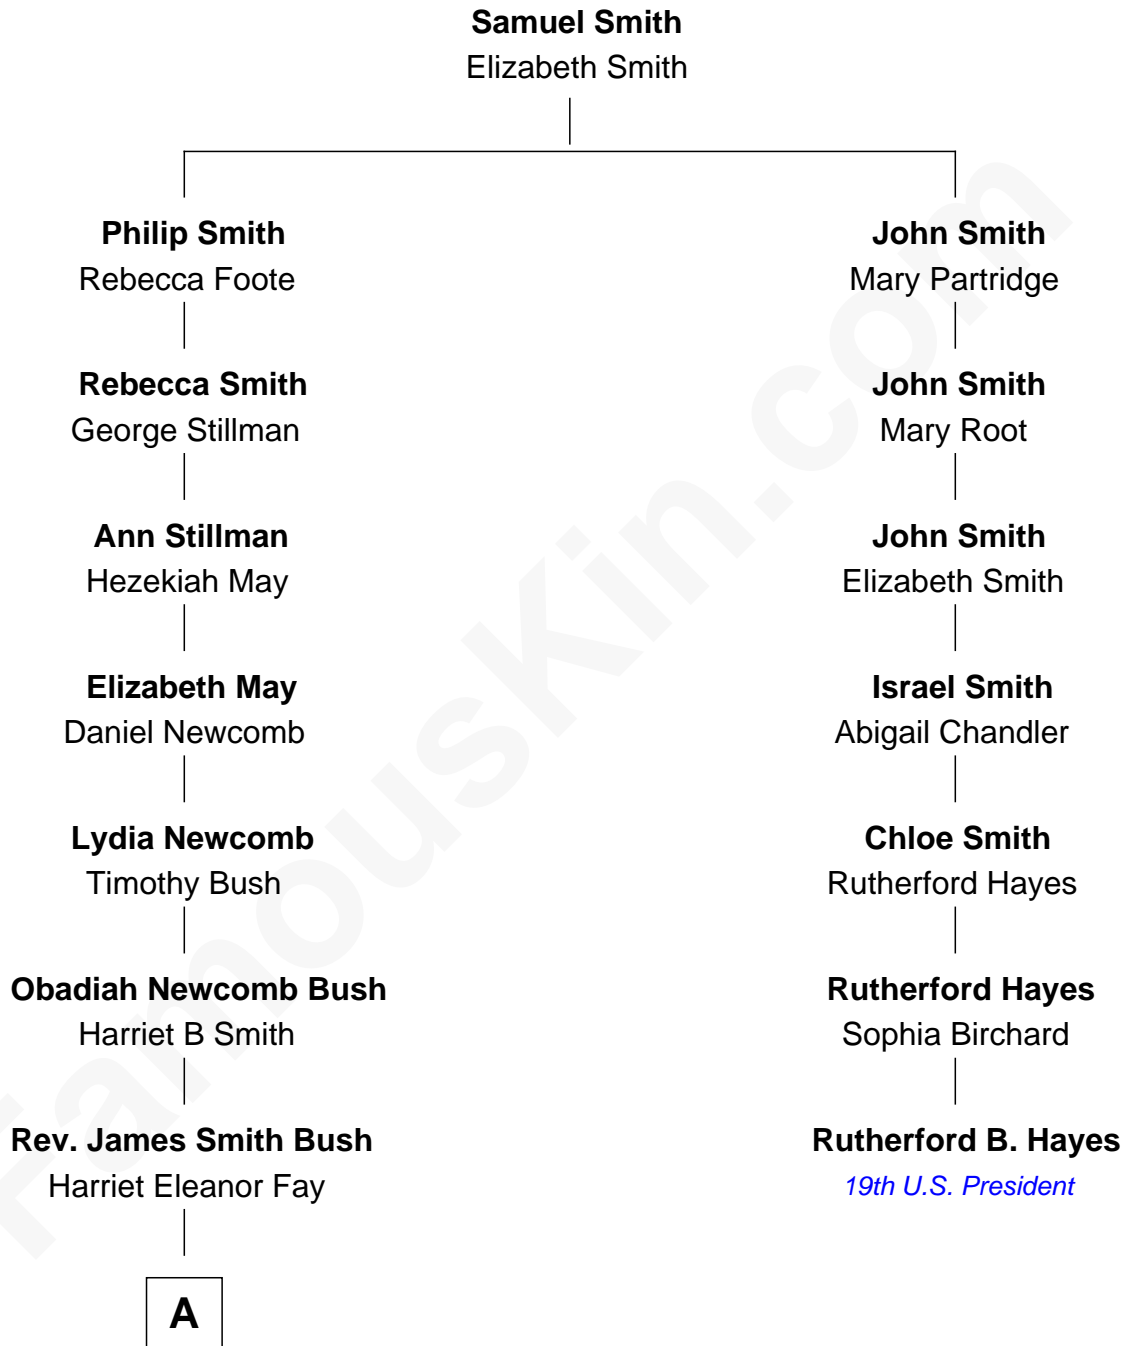 Samuel Smith
Elizabeth Smith
Philip Smith
Rebecca Foote
John Smith
Mary Partridge
Rebecca Smith
George Stillman
John Smith
Mary Root
Ann Stillman
Hezekiah May
John Smith
Elizabeth Smith
Elizabeth May
Daniel Newcomb
Israel Smith
Abigail Chandler
Lydia Newcomb
Timothy Bush
Chloe Smith
Rutherford Hayes
Obadiah Newcomb Bush
Harriet B Smith
Rutherford Hayes
Sophia Birchard
Rev. James Smith Bush
Harriet Eleanor Fay
Rutherford B. Hayes
19th U.S. President
A
FamousKin.com